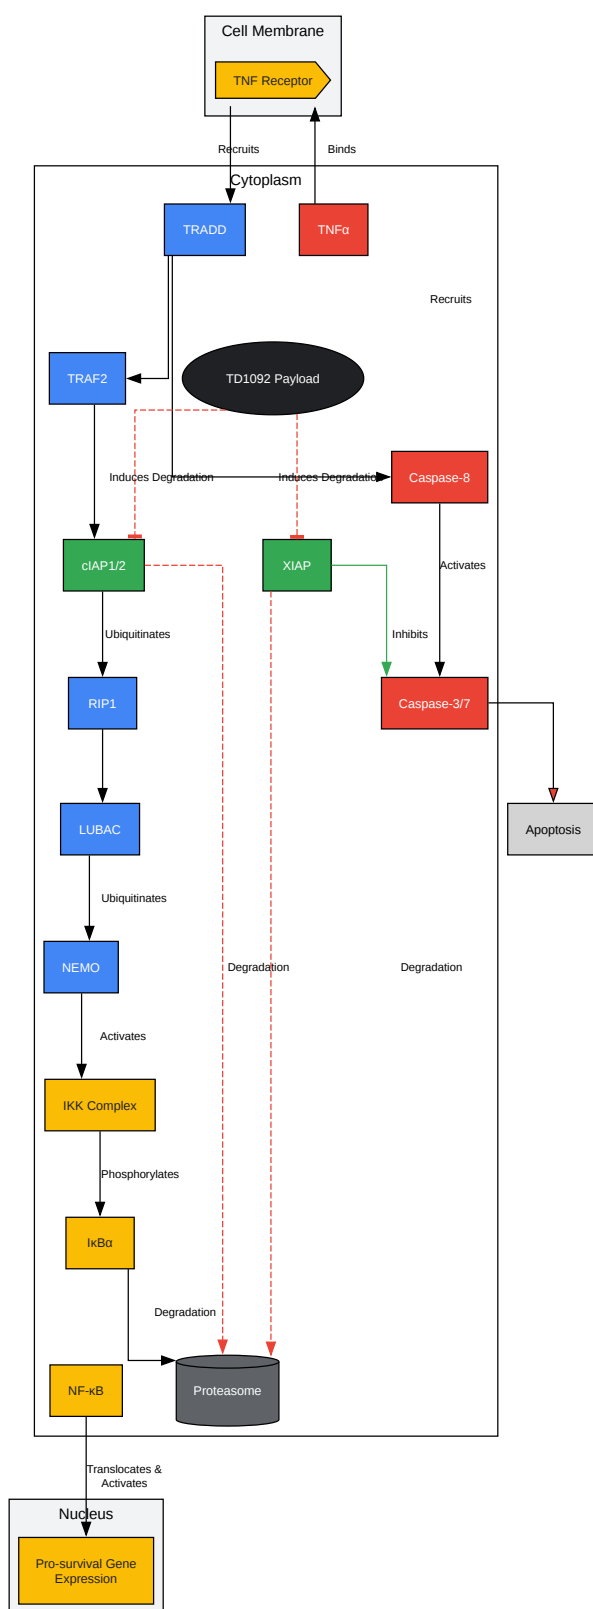 Cell Membrane
TNF Receptor
Recruits
Binds
Cytoplasm
TRADD
TNFα
Recruits
TRAF2
TD1092 Payload
Induces Degradation
Induces Degradation
Caspase-8
cIAP1/2
XIAP
Activates
Ubiquitinates
Inhibits
RIP1
Caspase-3/7
LUBAC
Apoptosis
Ubiquitinates
NEMO
Degradation
Degradation
Activates
IKK Complex
Phosphorylates
IκBα
Degradation
NF-κB
Proteasome
Translocates &
Activates
Nucleus
Pro-survival Gene
Expression